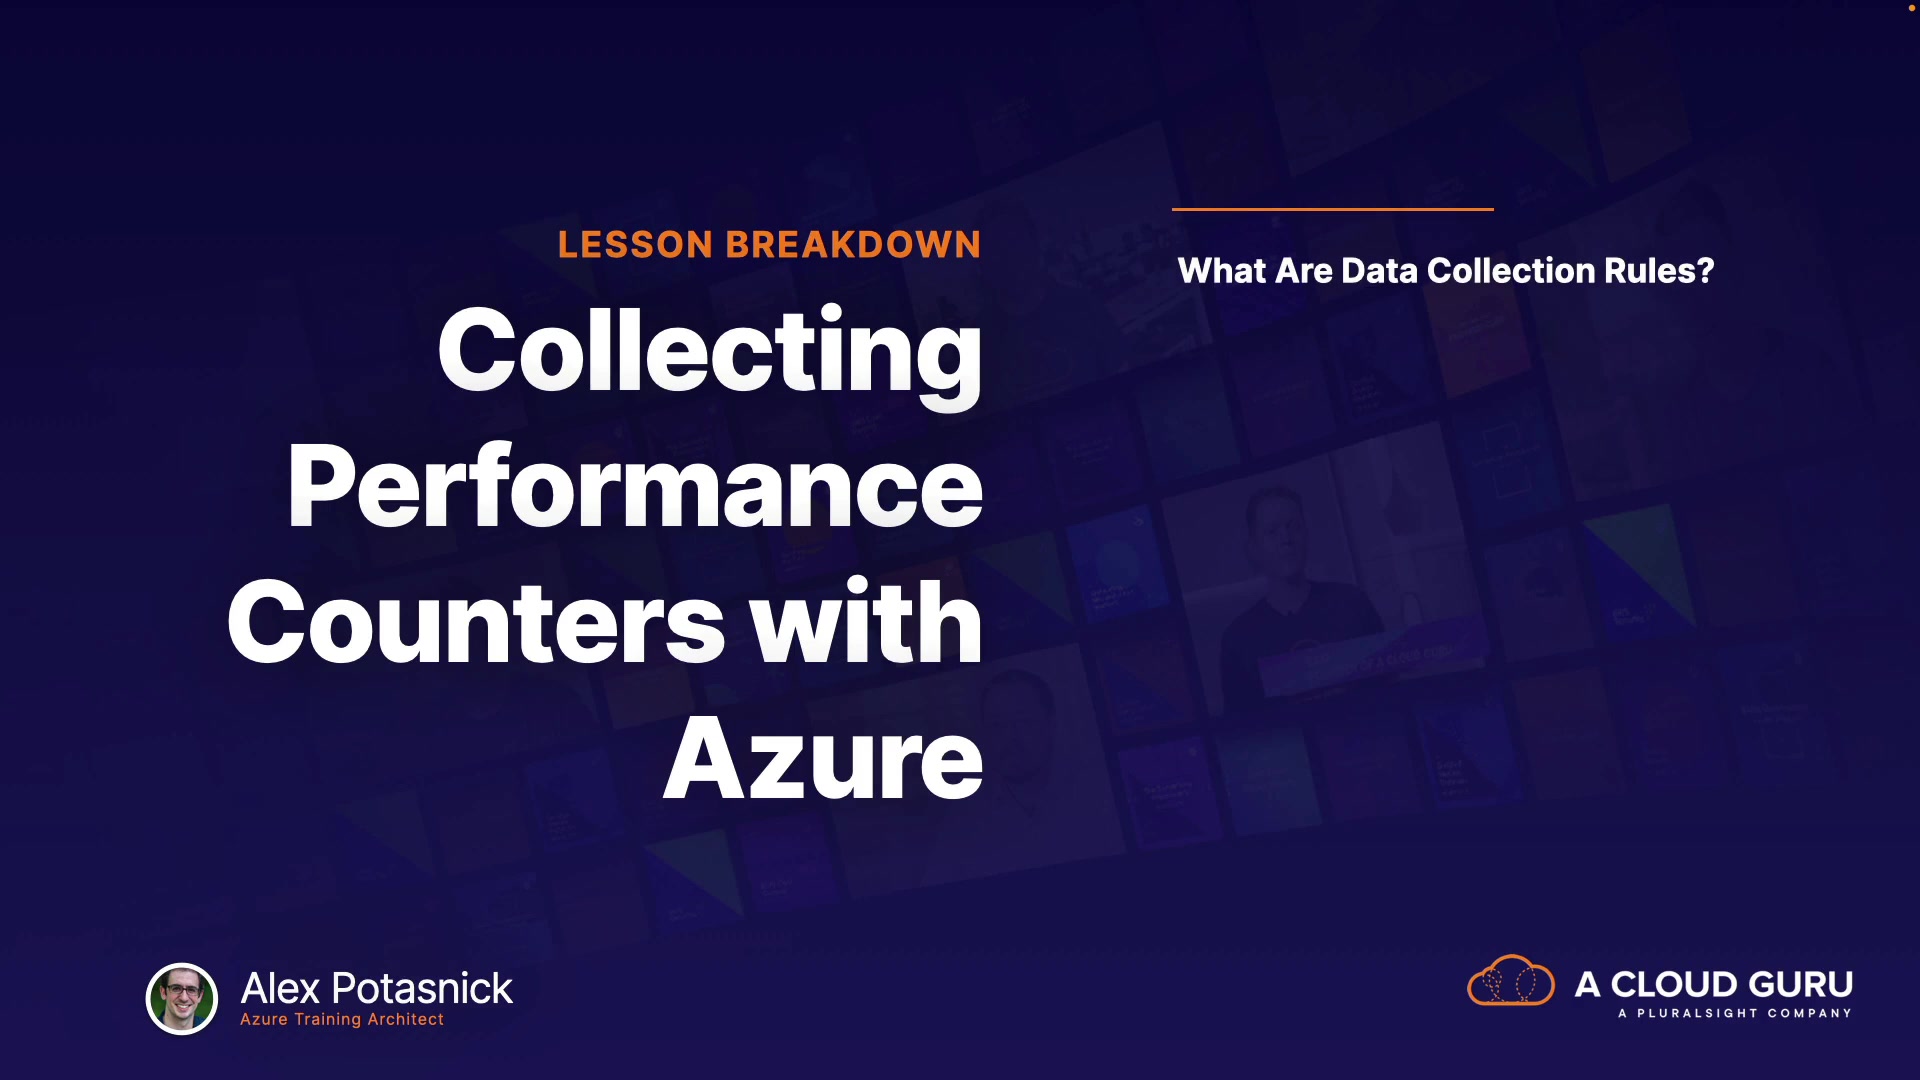 LESSON BREAKDOWN
Collecting
Performance
Counters with
Azure
What Are Data Collection Rules?
Alex Potasnick
Azure Training Architect
A CLOUD GURU
A PLURALSIGHT COMPANY